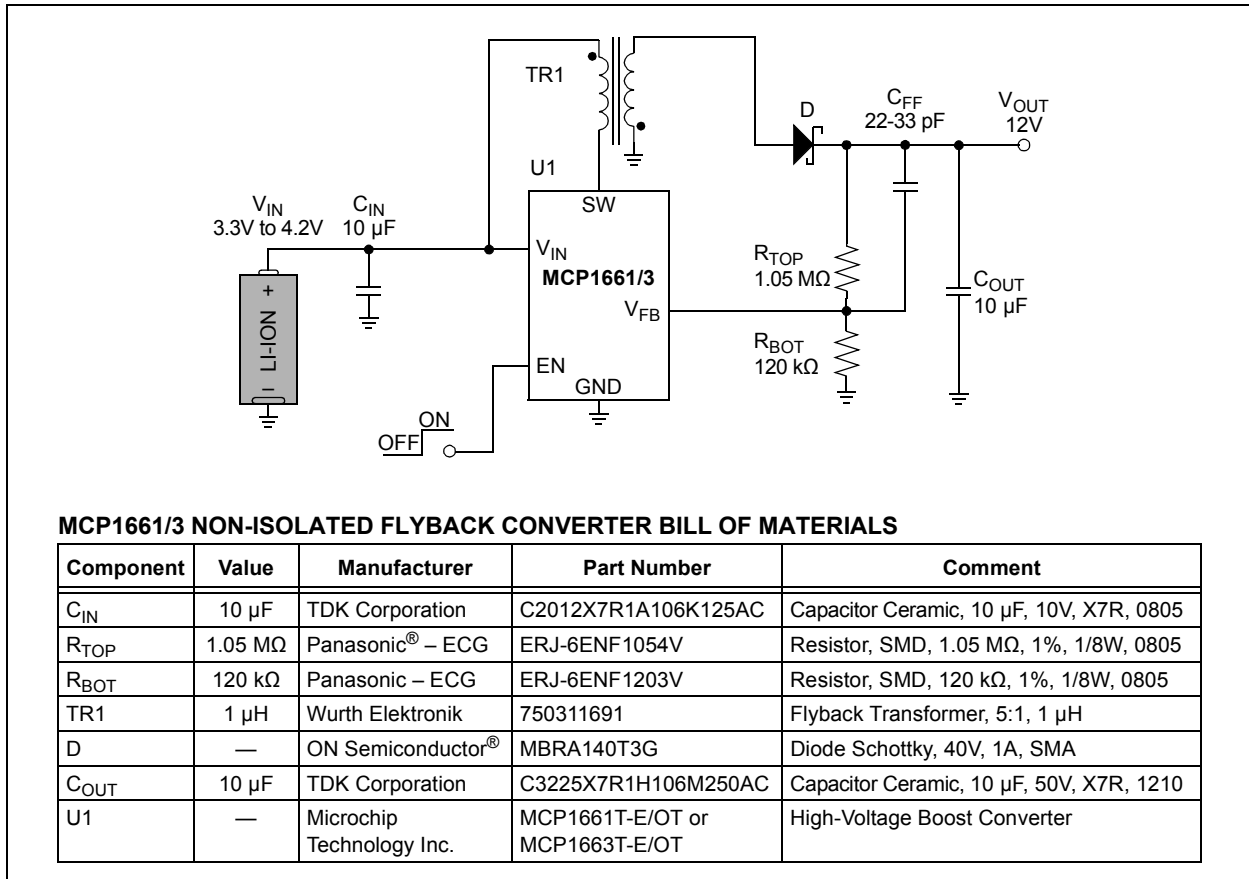 TR1
D
C_FF
22-33 pF
V_OUT
12V
U1
SW
V_IN
3.3V to 4.2V
C_IN
10 µF
V_IN
MCP1661/3
V_FB
R_TOP
1.05 MΩ
C_OUT
10 µF
+
LI-ION
–
EN
GND
R_BOT
120 kΩ
ON
OFF
MCP1661/3 NON-ISOLATED FLYBACK CONVERTER BILL OF MATERIALS
Component Value Manufacturer Part Number Comment
C_IN 10 µF TDK Corporation C2012X7R1A106K125AC Capacitor Ceramic, 10 µF, 10V, X7R, 0805
R_TOP 1.05 MΩ Panasonic® – ECG ERJ-6ENF1054V Resistor, SMD, 1.05 MΩ, 1%, 1/8W, 0805
R_BOT 120 kΩ Panasonic – ECG ERJ-6ENF1203V Resistor, SMD, 120 kΩ, 1%, 1/8W, 0805
TR1 1 µH Wurth Elektronik 750311691 Flyback Transformer, 5:1, 1 µH
D — ON Semiconductor® MBRA140T3G Diode Schottky, 40V, 1A, SMA
C_OUT 10 µF TDK Corporation C3225X7R1H106M250AC Capacitor Ceramic, 10 µF, 50V, X7R, 1210
U1 — Microchip MCP1661T-E/OT or High-Voltage Boost Converter
Technology Inc. MCP1663T-E/OT